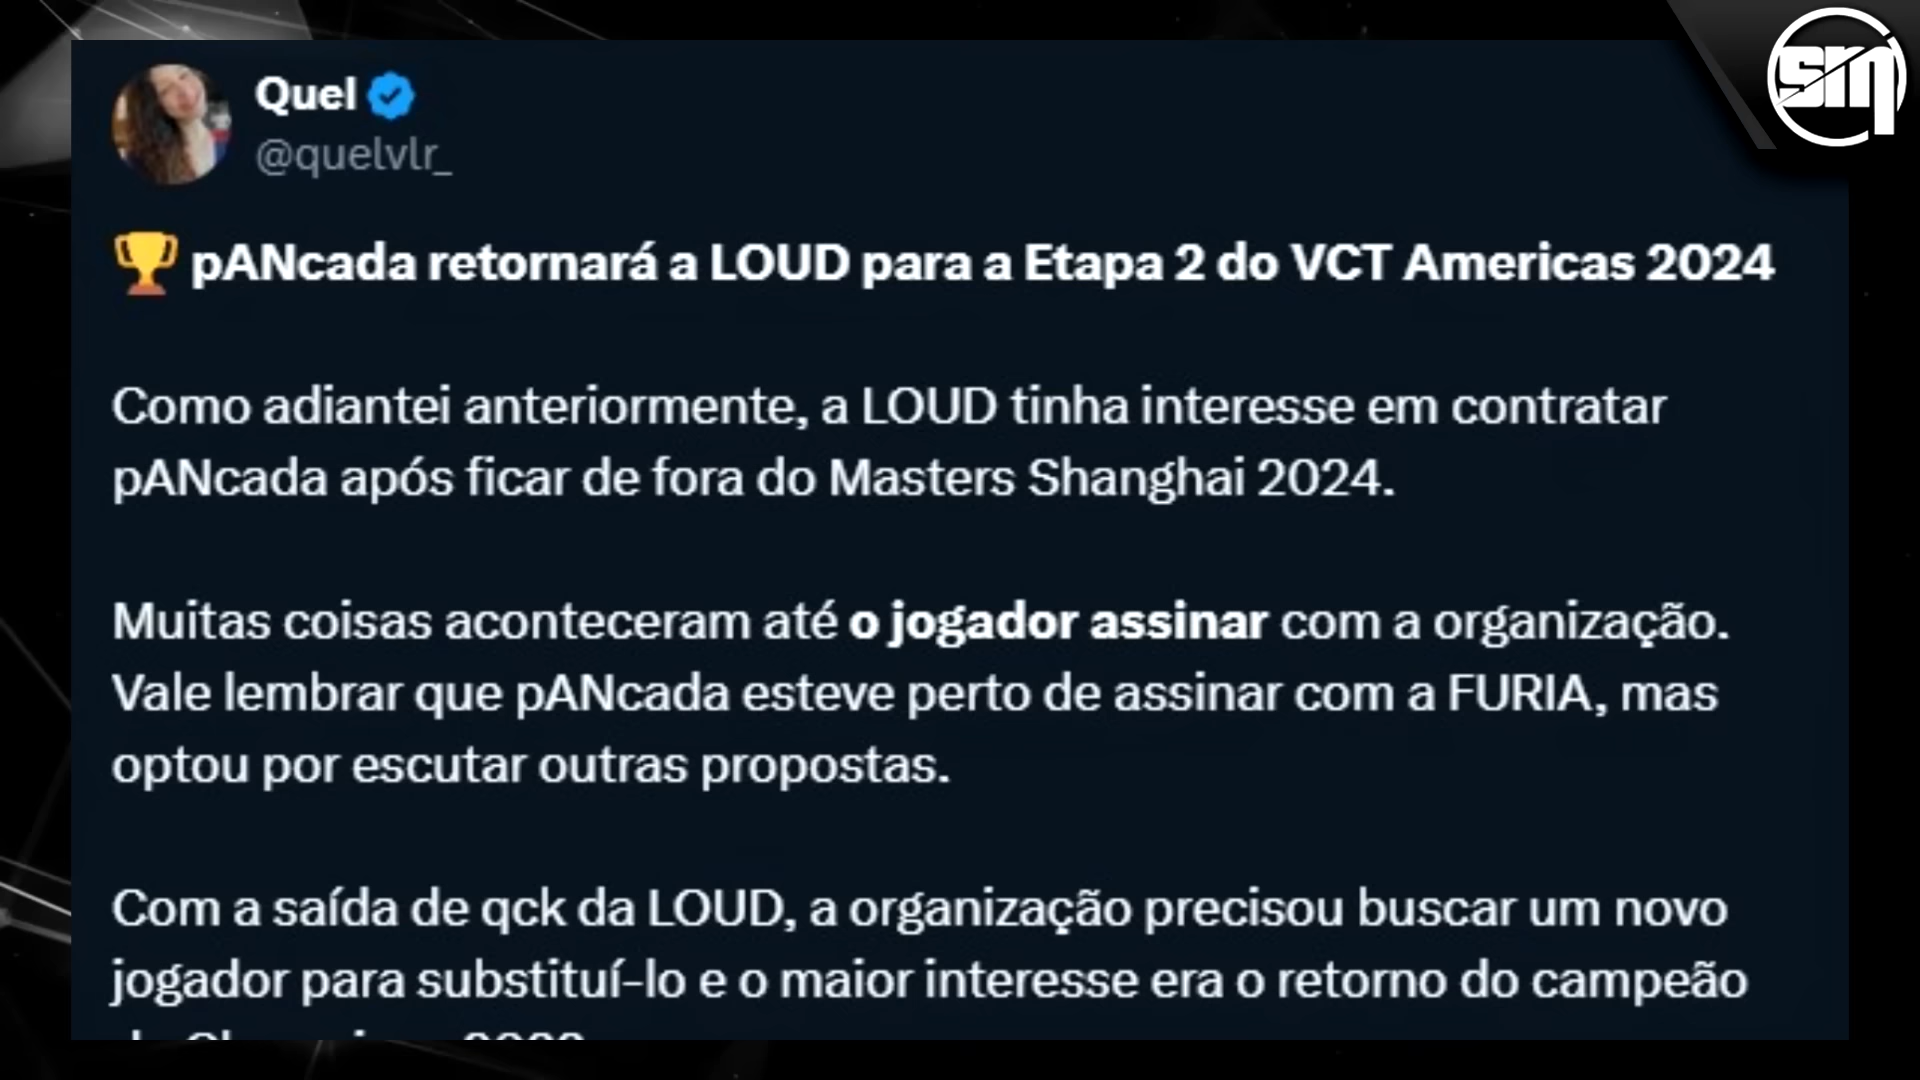 SM
Quel
@quelvlr_
🏆 pANcada retornará a LOUD para a Etapa 2 do VCT Americas 2024
Como adiantei anteriormente, a LOUD tinha interesse em contratar
pANcada após ficar de fora do Masters Shanghai 2024.
Muitas coisas aconteceram até o jogador assinar com a organização.
Vale lembrar que pANcada esteve perto de assinar com a FURIA, mas
optou por escutar outras propostas.
Com a saída de qck da LOUD, a organização precisou buscar um novo
jogador para substituí-lo e o maior interesse era o retorno do campeão